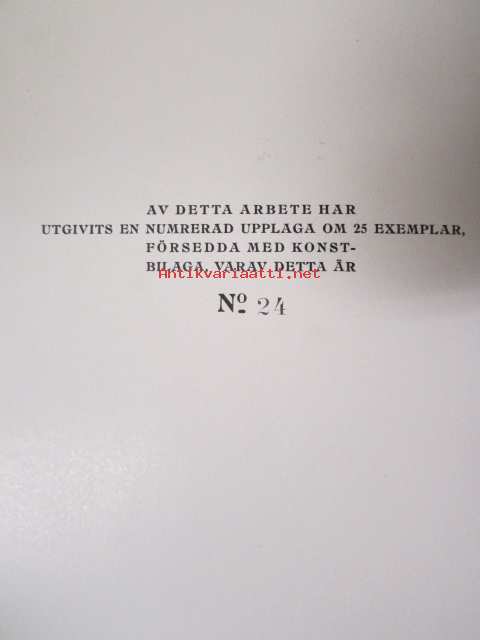 AV DETTA ARBETE HAR
UTGIVITS EN NUMRERAD UPPLAGA OM 25 EXEMPLAR,
FÖRSEDDA MED KONST-
BILAGA, VARAV DETTA ÄR
Antikvariaatti.net
Nº 24